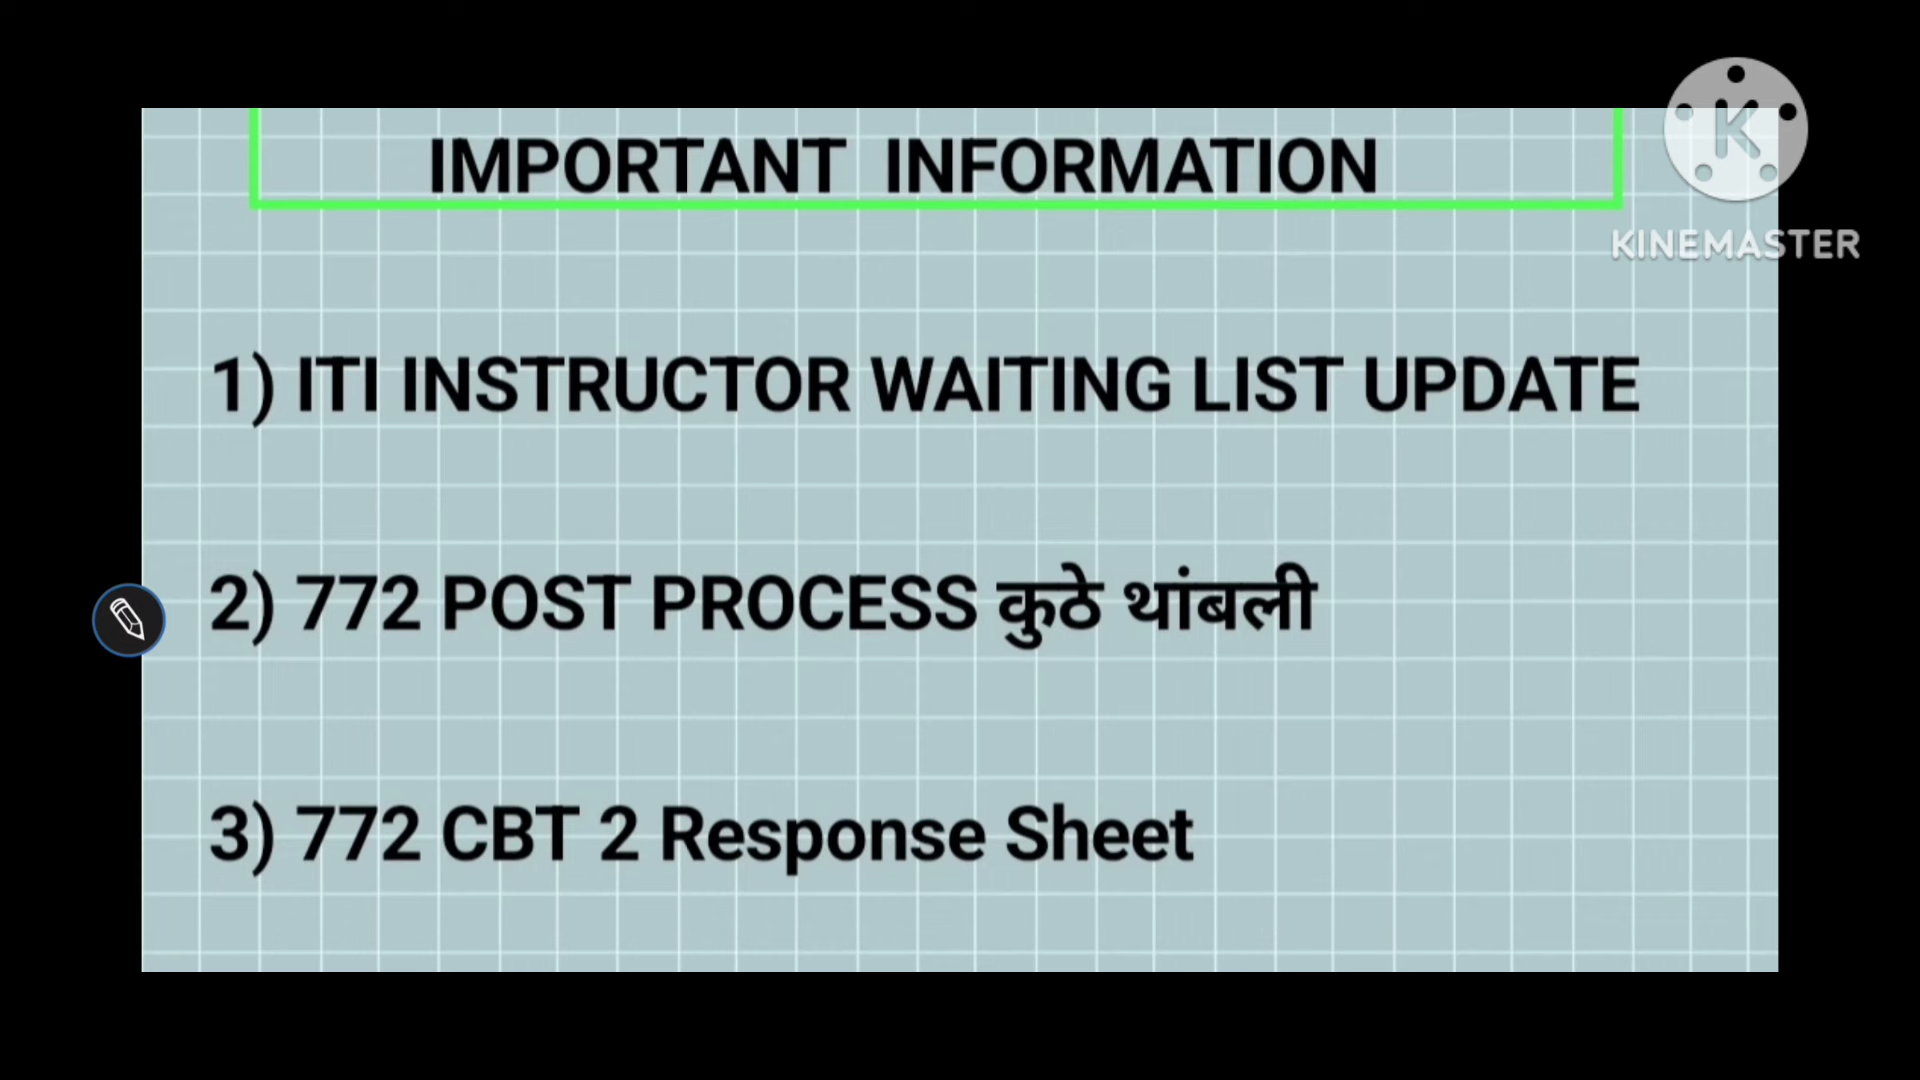 IMPORTANT INFORMATION
K
KINEMASTER
1) ITI INSTRUCTOR WAITING LIST UPDATE
2) 772 POST PROCESS कुठे थांबली
3) 772 CBT 2 Response Sheet